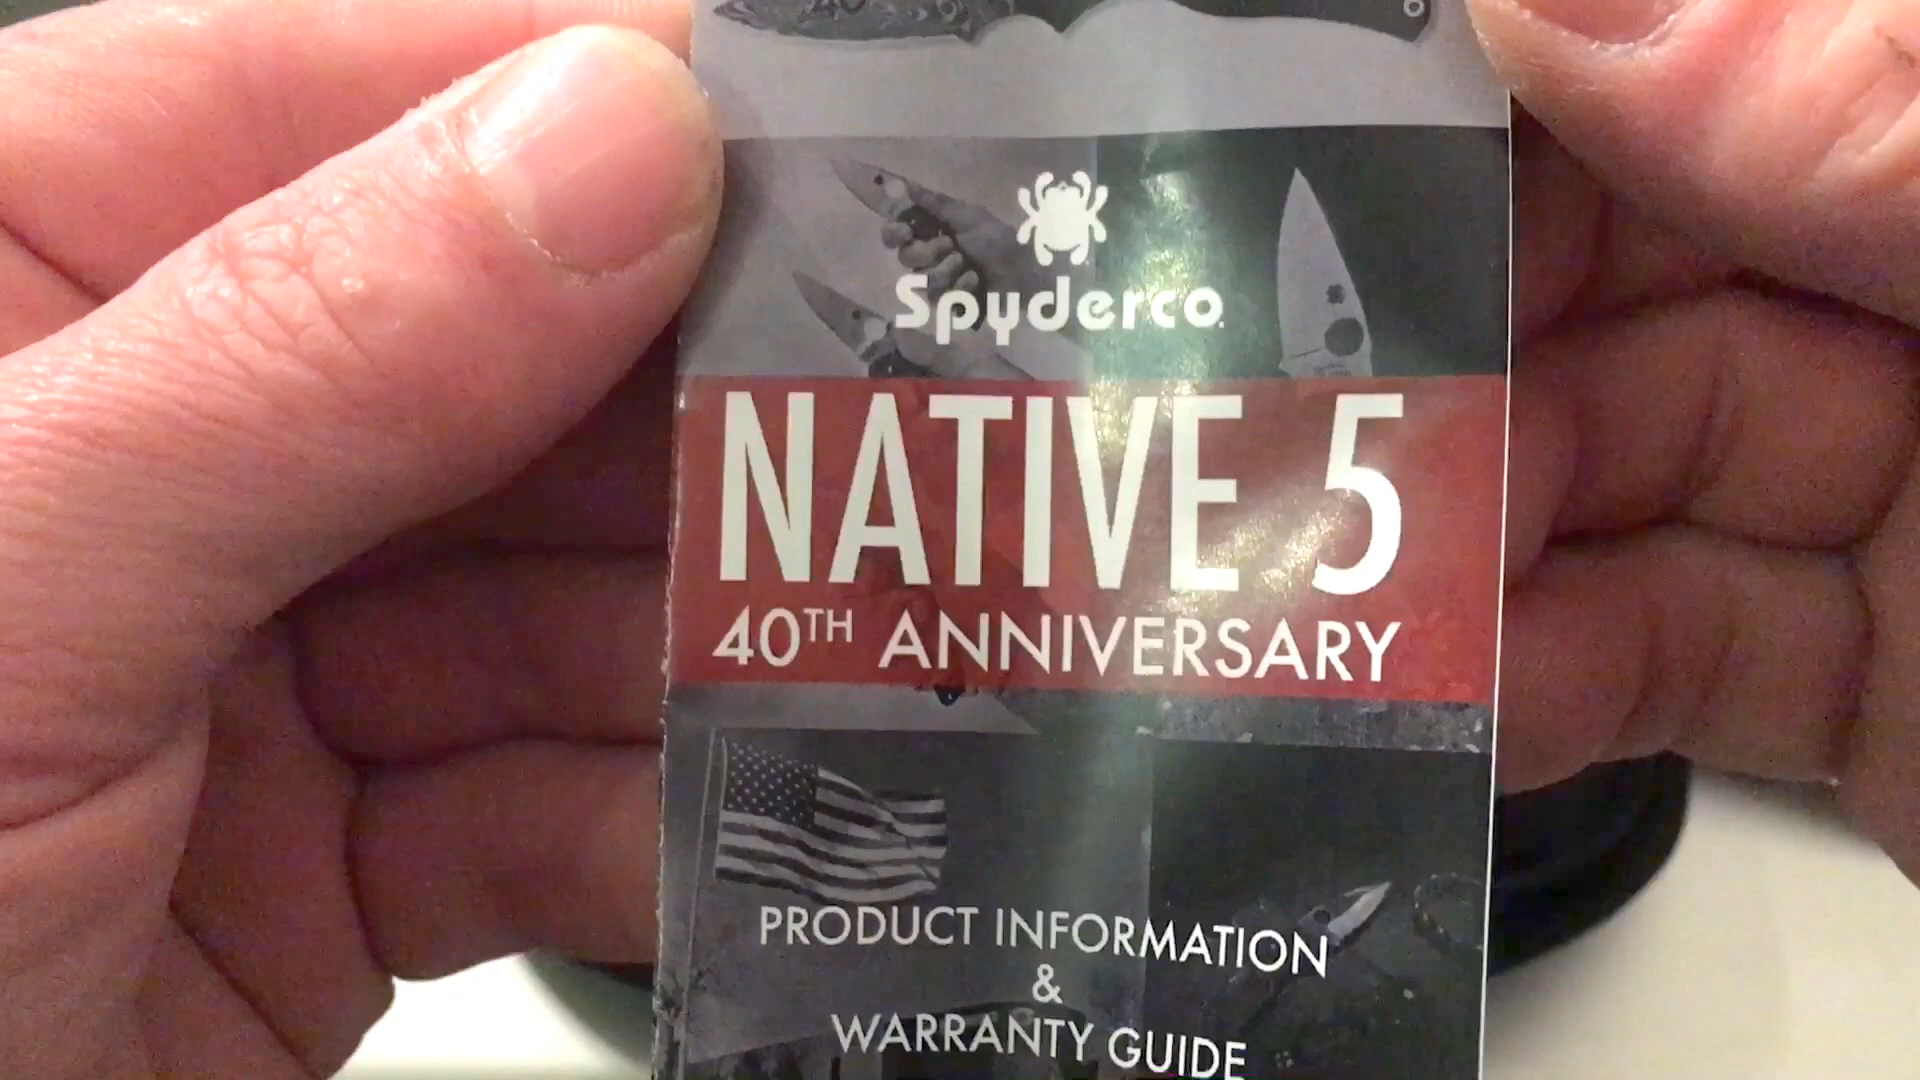 Spyderco
NATIVE 5
40TH ANNIVERSARY
PRODUCT INFORMATION
&
WARRANTY GUIDE